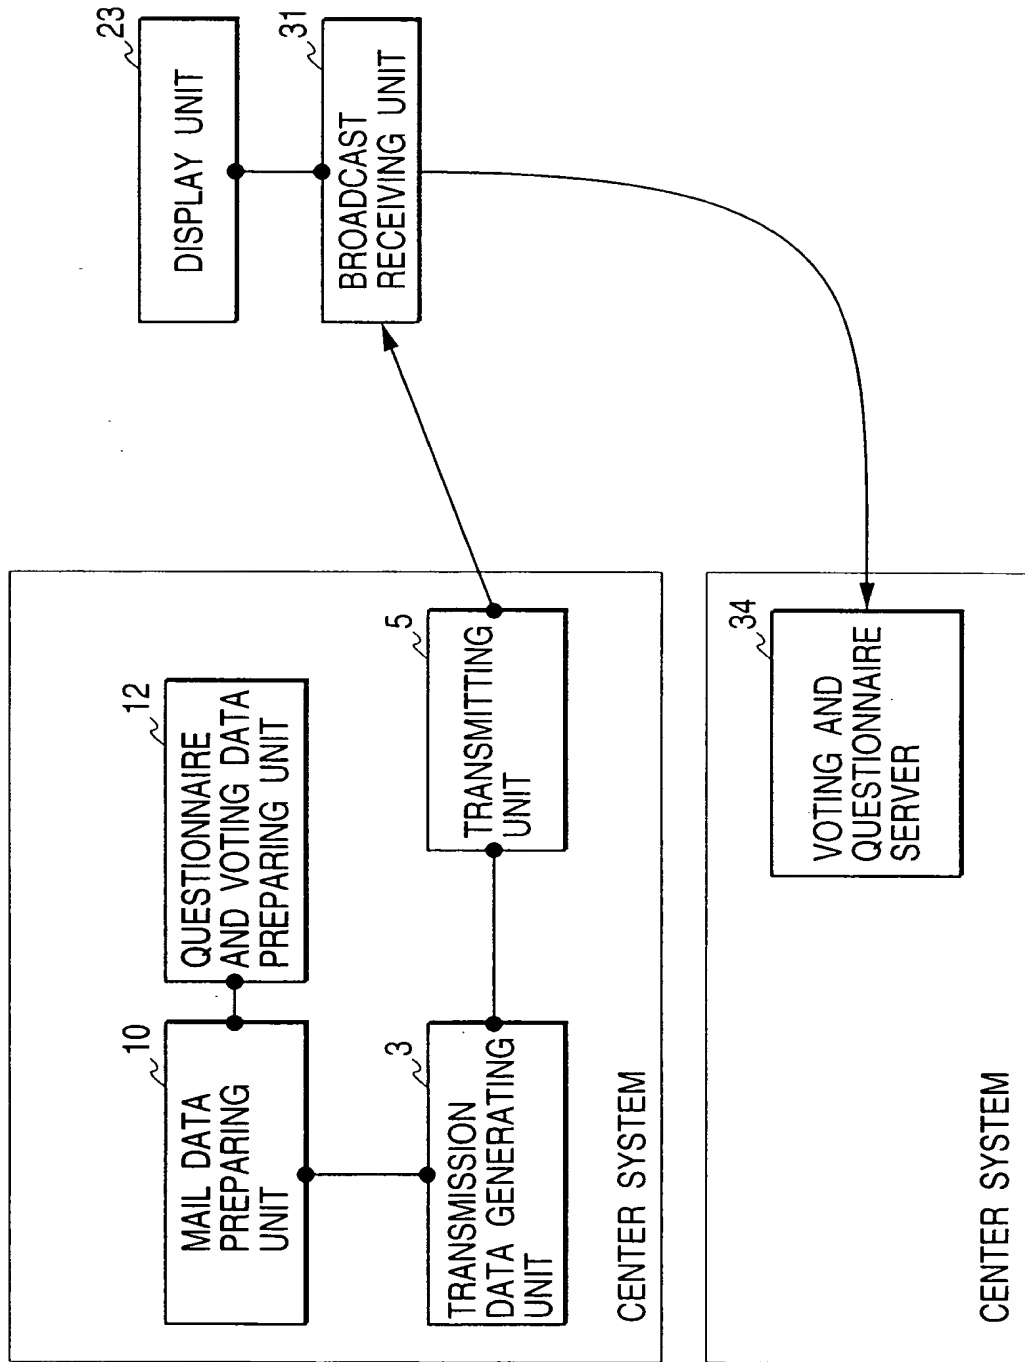 10
MAIL DATA
PREPARING
UNIT
12
QUESTIONNAIRE
AND VOTING DATA
PREPARING UNIT
23
DISPLAY UNIT
3
TRANSMISSION
DATA GENERATING
UNIT
5
TRANSMITTING
UNIT
31
BROADCAST
RECEIVING UNIT
CENTER SYSTEM
34
VOTING AND
QUESTIONNAIRE
SERVER
CENTER SYSTEM